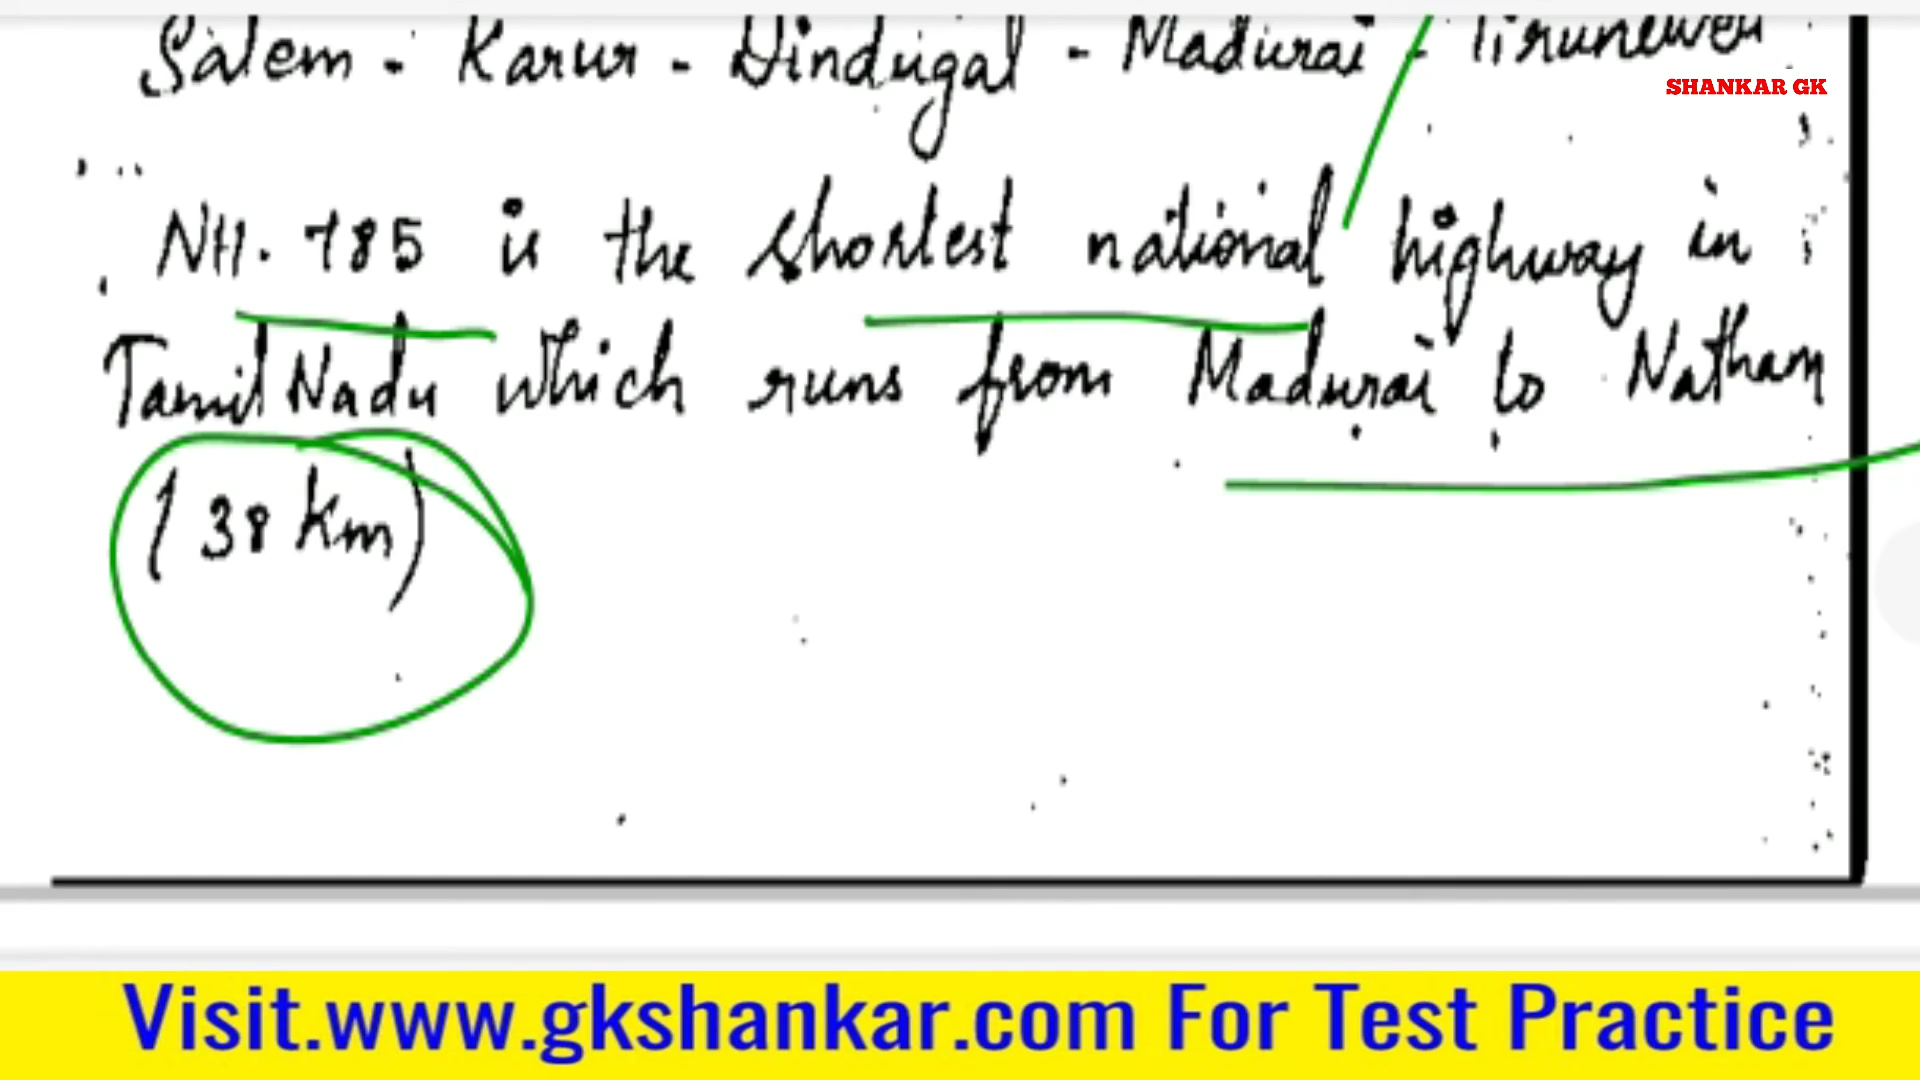 Salem - Karur - Dindugal - Madurai - Tirunelveli
SHANKAR GK
NH. 785 is the shortest national highway in
Tamil Nadu which runs from Madurai to Natham
(38 Km)
Visit.www.gkshankar.com For Test Practice